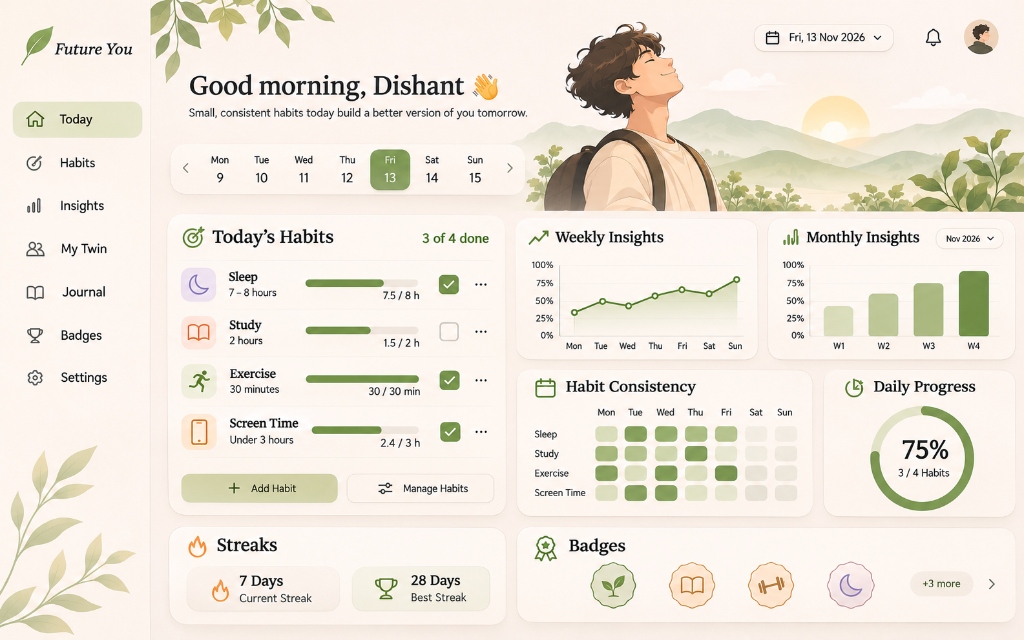 Future You
Today
Habits
Insights
My Twin
Journal
Badges
Settings
Fri, 13 Nov 2026
Good morning, Dishant 👋
Small, consistent habits today build a better version of you tomorrow.
Mon Tue Wed Thu Fri Sat Sun
9 10 11 12 13 14 15
Today's Habits
3 of 4 done
Sleep
7 – 8 hours
7.5 / 8 h
Study
2 hours
1.5 / 2 h
Exercise
30 minutes
30 / 30 min
Screen Time
Under 3 hours
2.4 / 3 h
+ Add Habit
Manage Habits
Weekly Insights
100%
75%
50%
25%
0%
Mon Tue Wed Thu Fri Sat Sun
Monthly Insights
Nov 2026
100%
75%
50%
25%
0%
W1 W2 W3 W4
Habit Consistency
Mon Tue Wed Thu Fri Sat Sun
Sleep
Study
Exercise
Screen Time
Daily Progress
75%
3 / 4 Habits
Streaks
7 Days
Current Streak
28 Days
Best Streak
Badges
+3 more